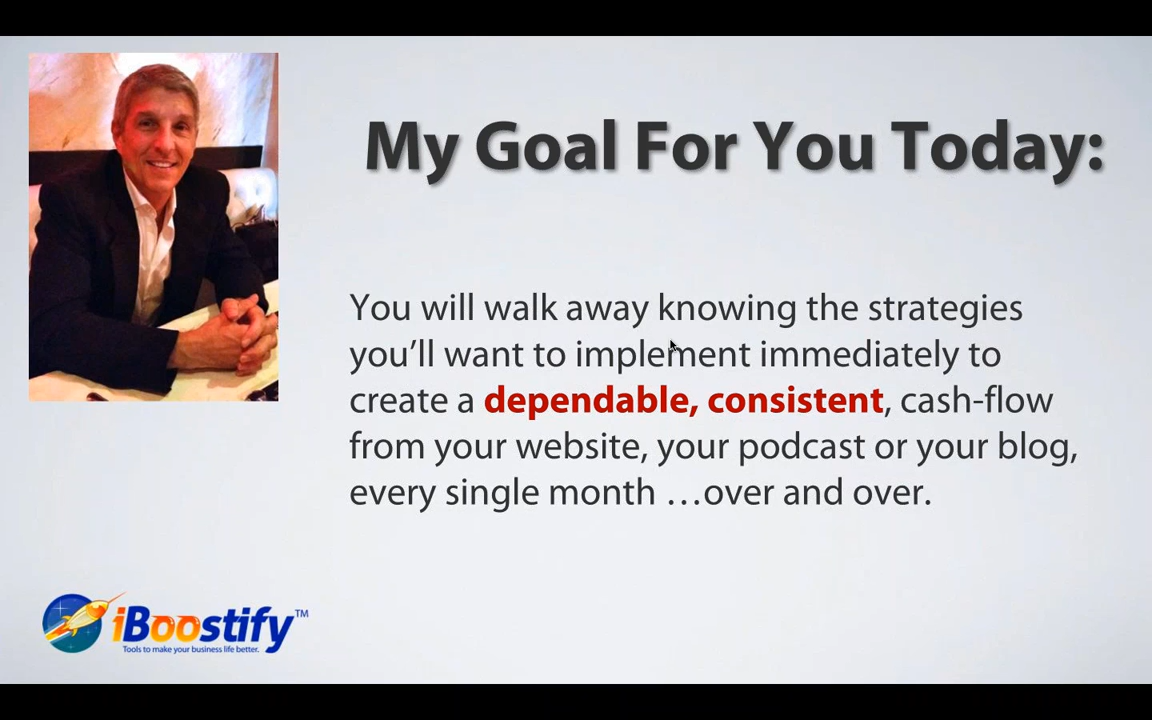 My Goal For You Today:
You will walk away knowing the strategies
you’ll want to implement immediately to
create a dependable, consistent, cash-flow
from your website, your podcast or your blog,
every single month …over and over.
iBoostify™
Tools to make your business life better.